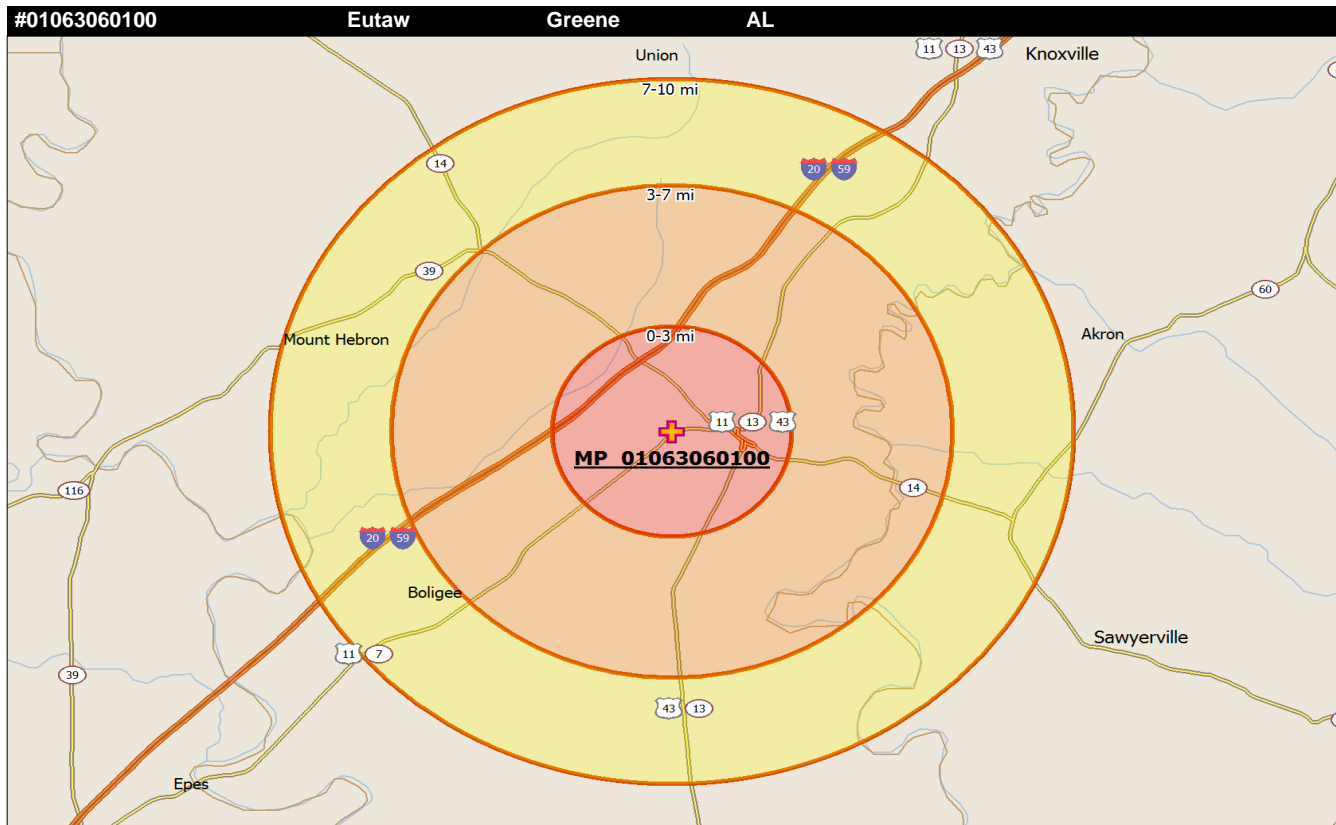 #01063060100 Eutaw Greene AL
Union
11 13 43
Knoxville
7-10 mi
14
20 59
3-7 mi
39
60
0-3 mi
Mount Hebron
Akron
11 13 43
MP 01063060100
116
14
20 59
Boligee
Sawyerville
11 7
39
43 13
Epes